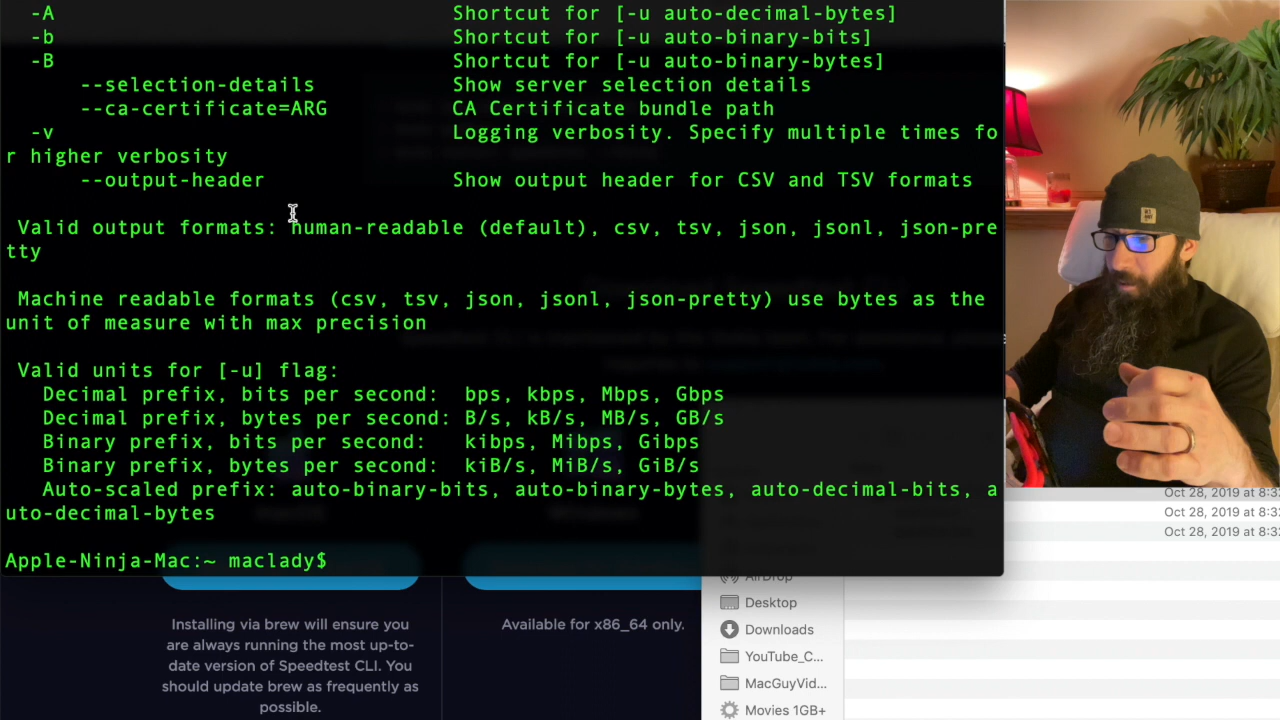 -A Shortcut for [-u auto-decimal-bytes]
-b Shortcut for [-u auto-binary-bits]
-B Shortcut for [-u auto-binary-bytes]
--selection-details Show server selection details
--ca-certificate=ARG CA Certificate bundle path
-v Logging verbosity. Specify multiple times fo
r higher verbosity
--output-header Show output header for CSV and TSV formats
Valid output formats: human-readable (default), csv, tsv, json, jsonl, json-pre
tty
Machine readable formats (csv, tsv, json, jsonl, json-pretty) use bytes as the
unit of measure with max precision
Valid units for [-u] flag:
Decimal prefix, bits per second: bps, kbps, Mbps, Gbps
Decimal prefix, bytes per second: B/s, kB/s, MB/s, GB/s
Binary prefix, bits per second: kibps, Mibps, Gibps
Binary prefix, bytes per second: kiB/s, MiB/s, GiB/s
Auto-scaled prefix: auto-binary-bits, auto-binary-bytes, auto-decimal-bits, a
uto-decimal-bytes
Apple-Ninja-Mac:~ maclady$
Installing via brew will ensure you
are always running the most up-to-
date version of Speedtest CLI. You
should update brew as frequently as
possible.
Available for x86_64 only.
AirDrop
Desktop
Downloads
YouTube_C...
MacGuyVid...
Movies 1GB+
Oct 28, 2019 at 8:3
Oct 28, 2019 at 8:3
Oct 28, 2019 at 8:3